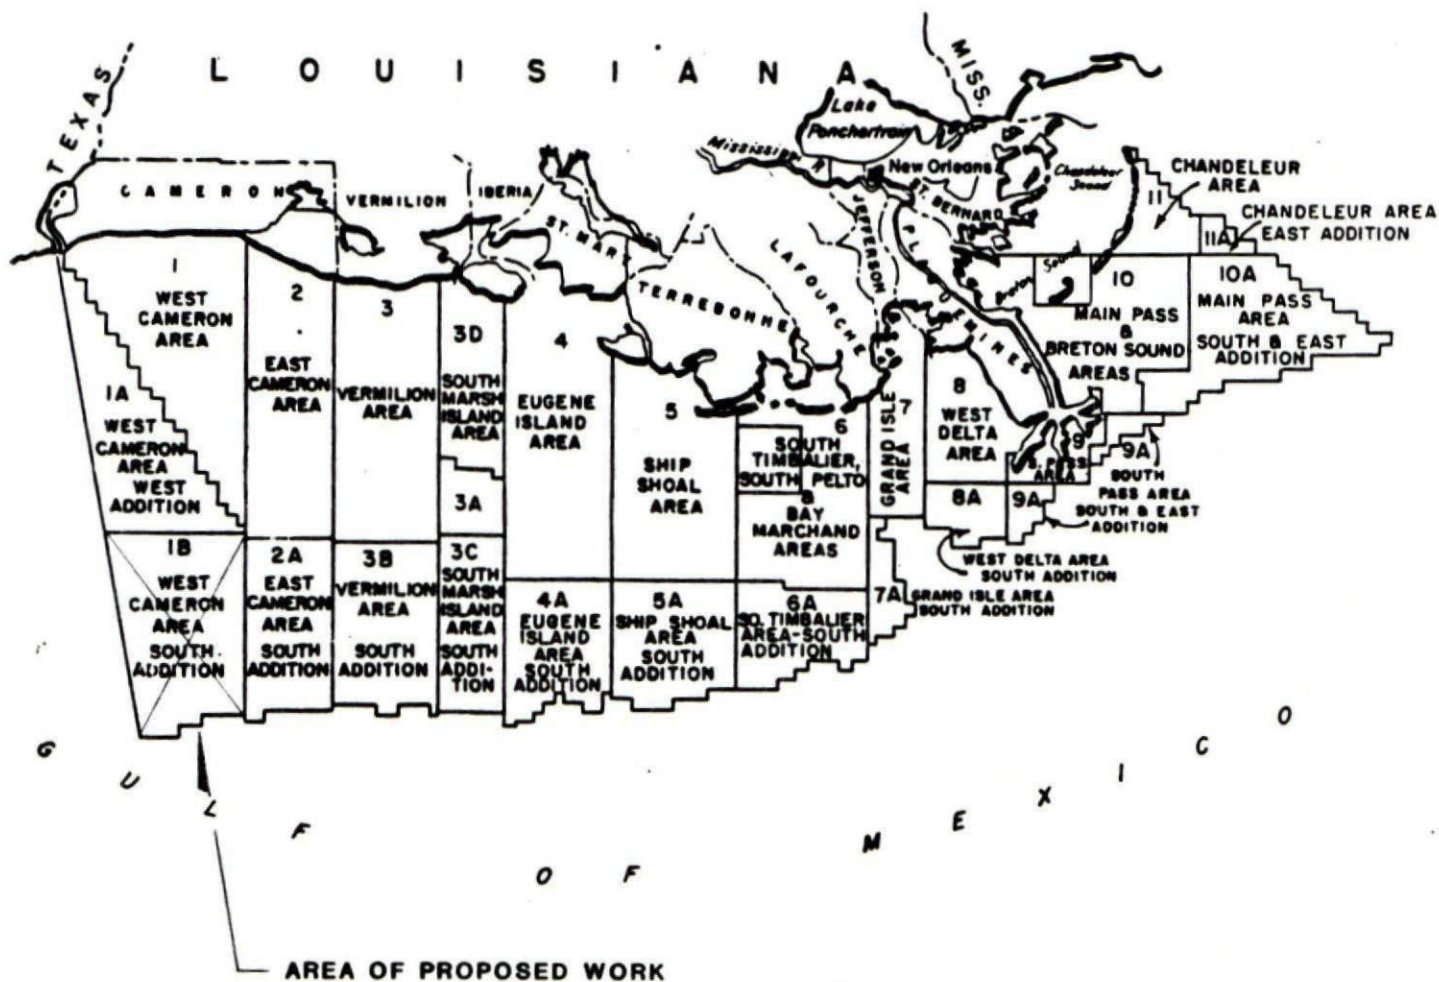 LOUISIANA
TEXAS
MISS.
Lake
Ponchartrain
Mississippi R.
New Orleans
Chandeleur
Sound
CAMERON
VERMILION
IBERIA
ST. MARY
TERREBONNE
LAFOURCHE
JEFFERSON
PLAQUEMINES
ST. BERNARD
Breton Sound
11
CHANDELEUR
AREA
11A
CHANDELEUR AREA
EAST ADDITION
1
WEST
CAMERON
AREA
1A
WEST
CAMERON
AREA
WEST
ADDITION
1B
WEST
CAMERON
AREA
SOUTH
ADDITION
2
EAST
CAMERON
AREA
2A
EAST
CAMERON
AREA
SOUTH
ADDITION
3
VERMILION
AREA
3B
VERMILION
AREA
SOUTH
ADDITION
3D
SOUTH
MARSH
ISLAND
AREA
3A
3C
SOUTH
MARSH
ISLAND
AREA
SOUTH
ADDI-
TION
4
EUGENE
ISLAND
AREA
4A
EUGENE
ISLAND
AREA
SOUTH
ADDITION
5
SHIP
SHOAL
AREA
5A
SHIP SHOAL
AREA
SOUTH
ADDITION
6
SOUTH
TIMBALIER,
SOUTH PELTO
&
BAY
MARCHAND
AREAS
6A
SO. TIMBALIER
AREA-SOUTH
ADDITION
7
GRAND ISLE
AREA
7A
GRAND ISLE AREA
SOUTH ADDITION
8
WEST
DELTA
AREA
8A
WEST DELTA AREA
SOUTH ADDITION
9
S. PASS
AREA
9A
9A
SOUTH
PASS AREA
SOUTH & EAST
ADDITION
10
MAIN PASS
&
BRETON SOUND
AREAS
10A
MAIN PASS
AREA
SOUTH & EAST
ADDITION
GULF OF MEXICO
AREA OF PROPOSED WORK